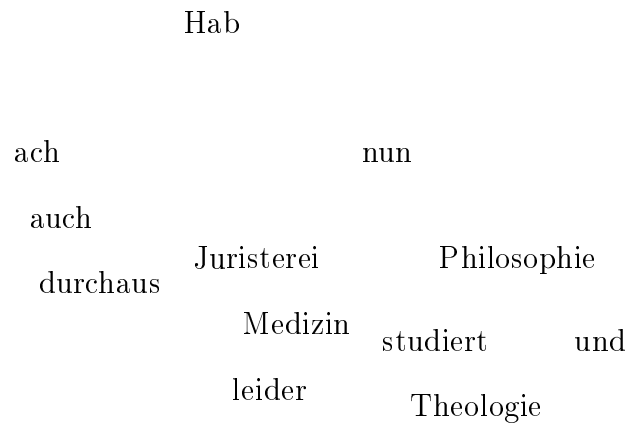 Hab
ach nun
auch
Juristerei Philosophie
durchaus
Medizin
studiert und
leider
Theologie